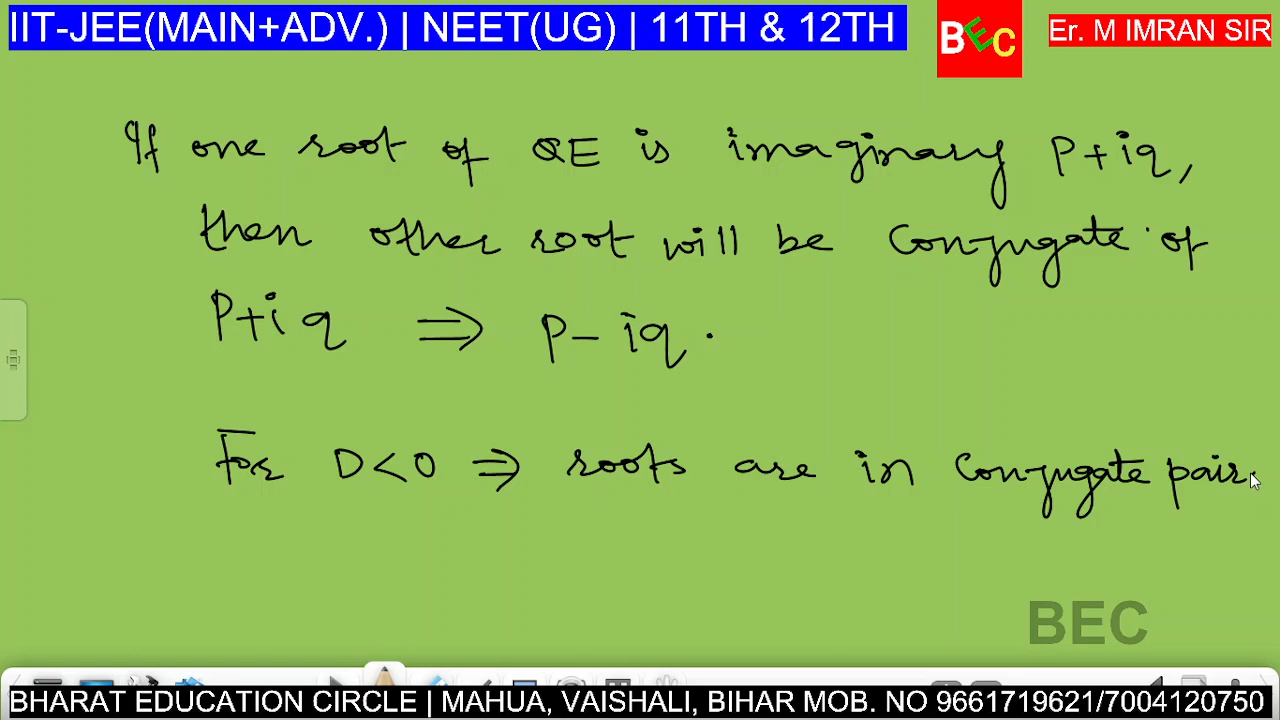 IIT-JEE(MAIN+ADV.) | NEET(UG) | 11TH & 12TH
BEC
Er. M IMRAN SIR
If one root of QE is imaginary P+iq,
then other root will be conjugate of
P+iq ⇒ P-iq.
For D<0 ⇒ roots are in conjugate pair.
BEC
BHARAT EDUCATION CIRCLE | MAHUA, VAISHALI, BIHAR MOB. NO 9661719621/7004120750